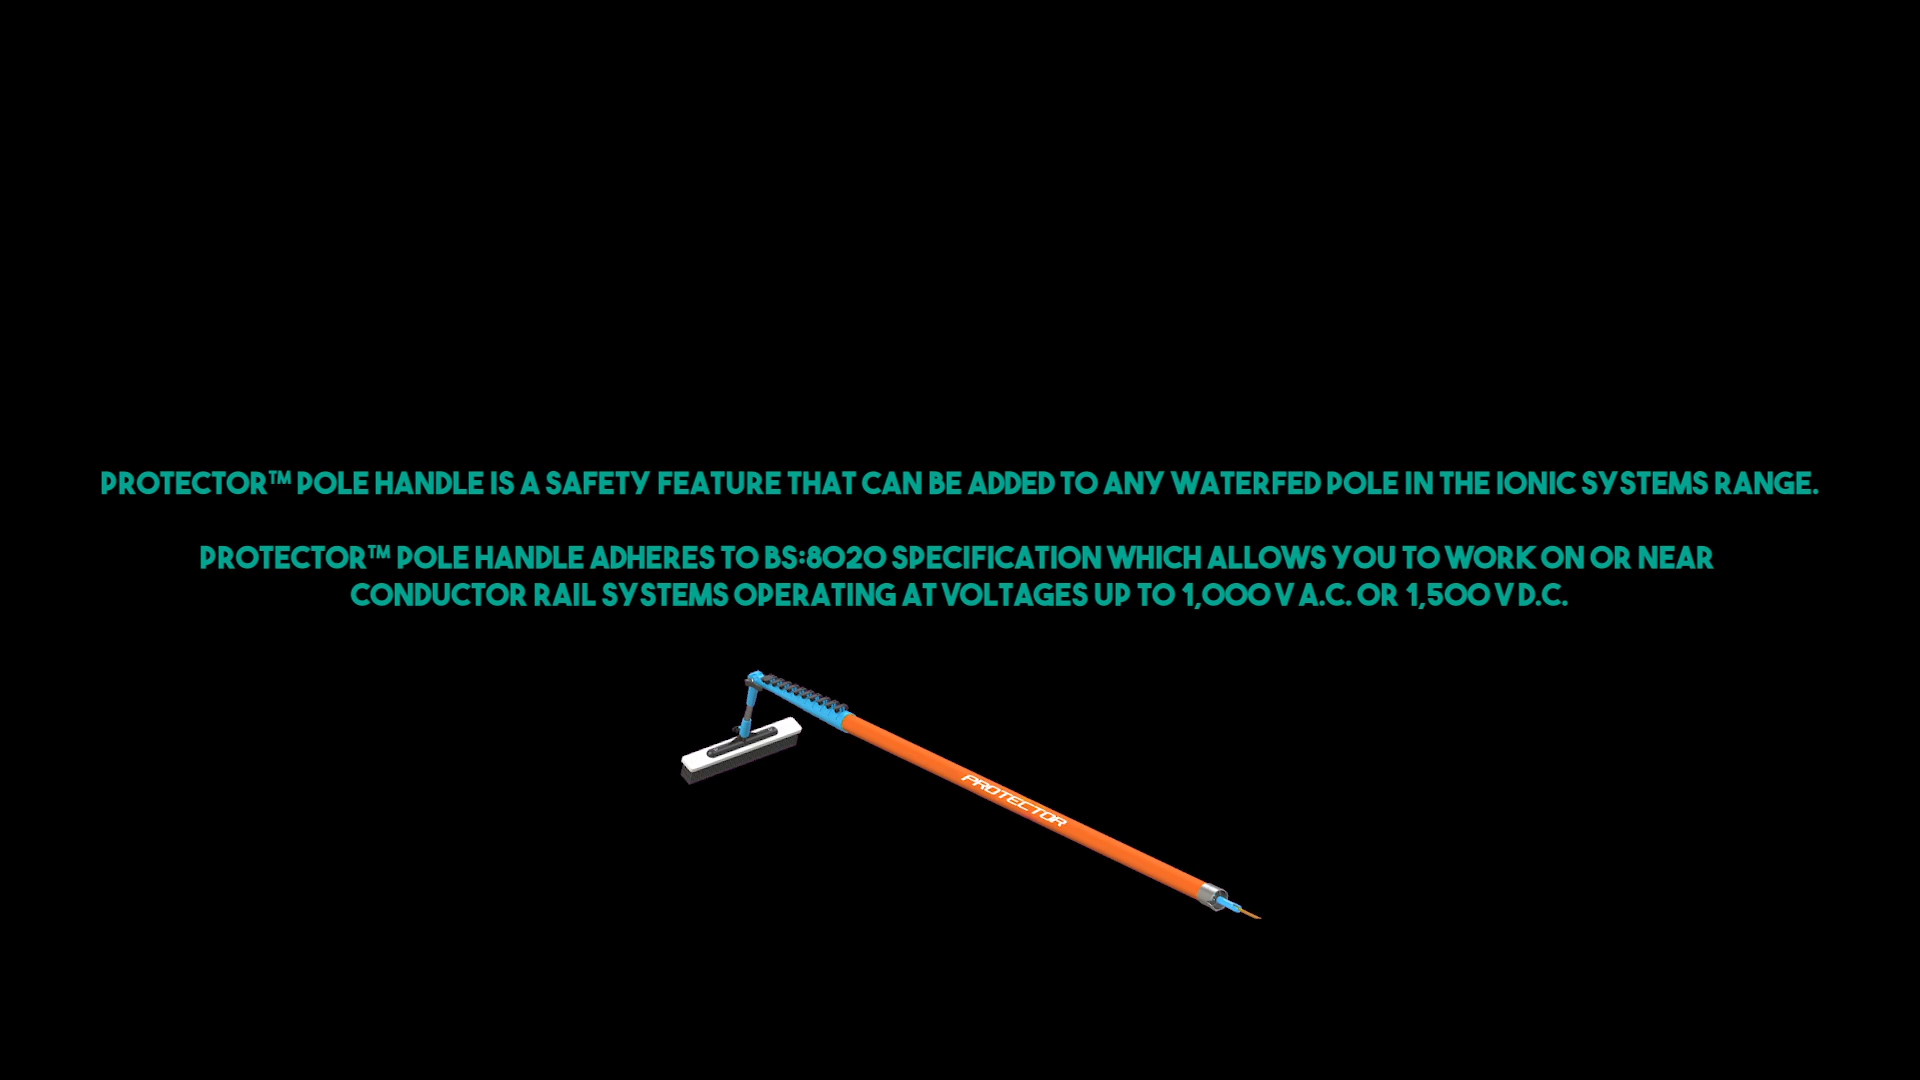 PROTECTOR™ POLE HANDLE IS A SAFETY FEATURE THAT CAN BE ADDED TO ANY WATERFED POLE IN THE IONIC SYSTEMS RANGE.
PROTECTOR™ POLE HANDLE ADHERES TO BS:8020 SPECIFICATION WHICH ALLOWS YOU TO WORK ON OR NEAR
CONDUCTOR RAIL SYSTEMS OPERATING AT VOLTAGES UP TO 1,000 V A.C. OR 1,500 V D.C.
PROTECTOR